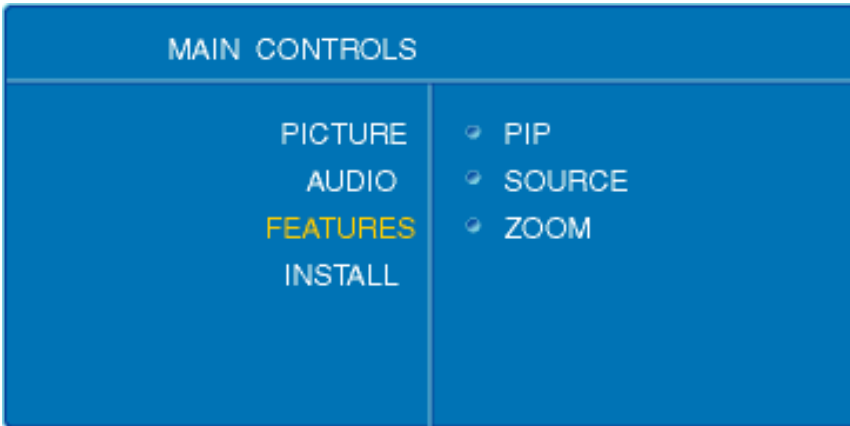 MAIN CONTROLS
PICTURE
AUDIO
FEATURES
INSTALL
PIP
SOURCE
ZOOM